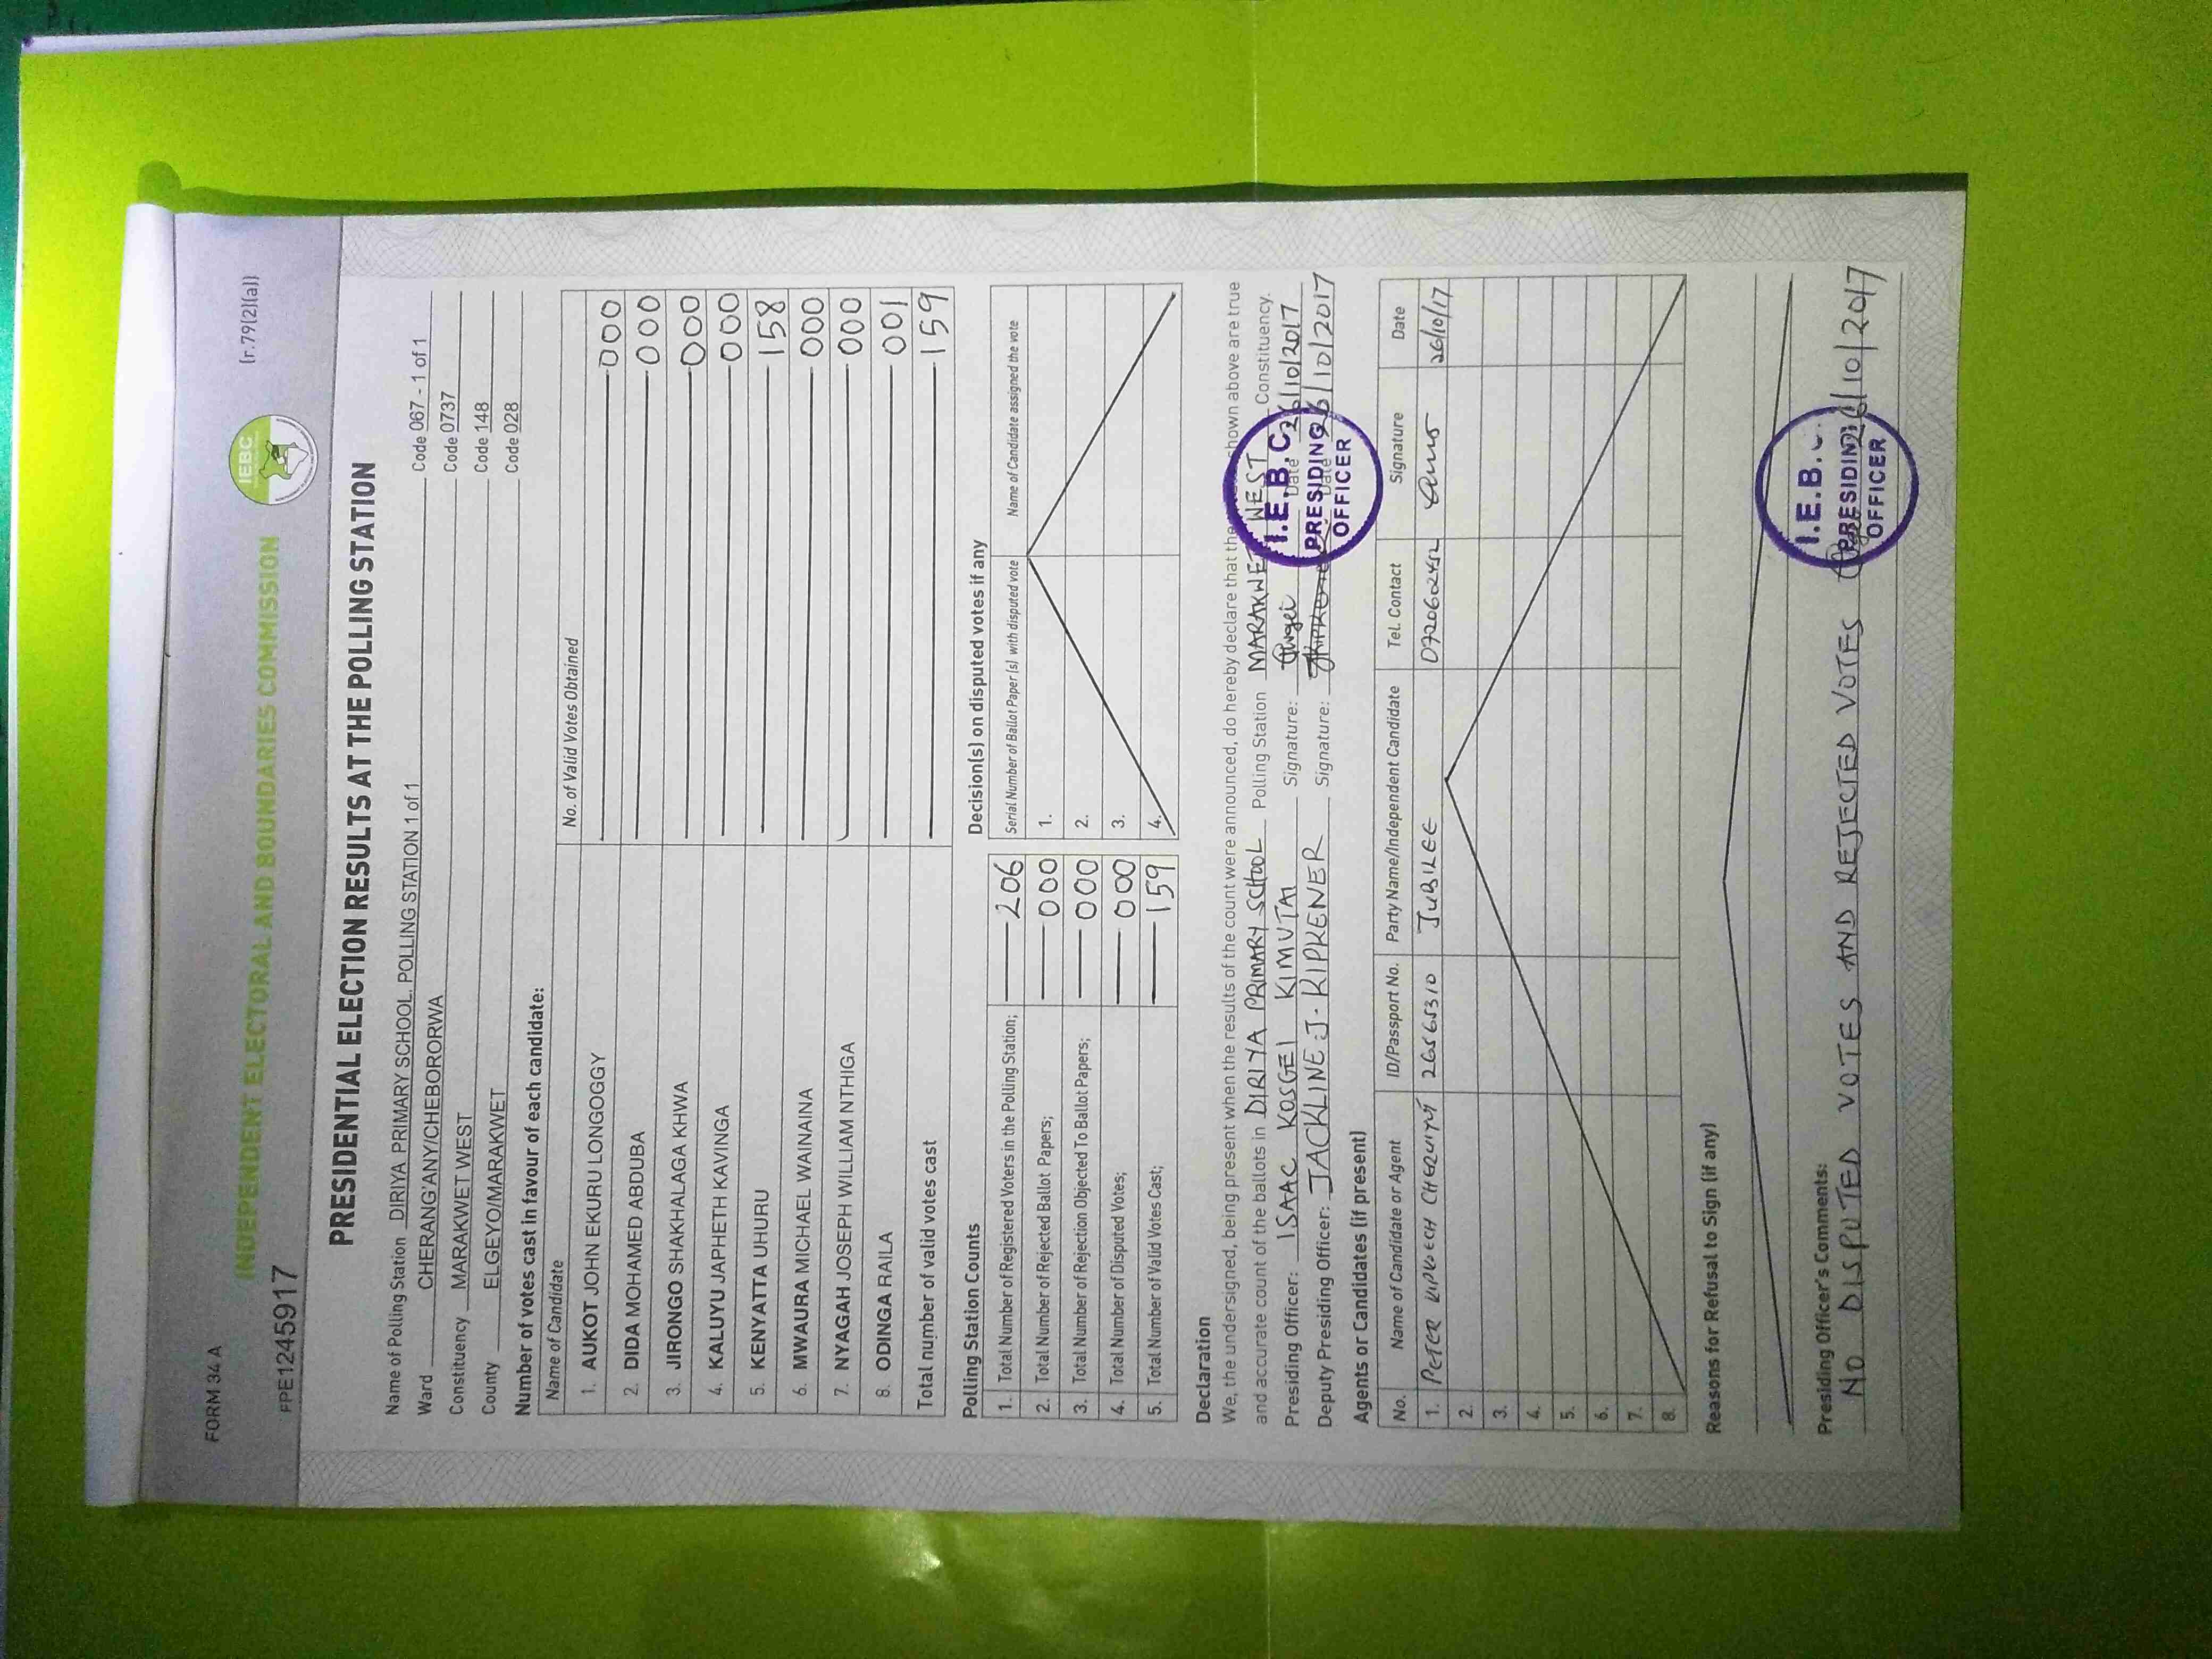 FORM 34 A
(r.79(2)(a))
IEBC
INDEPENDENT ELECTORAL AND BOUNDARIES COMMISSION
FPE1245917
PRESIDENTIAL ELECTION RESULTS AT THE POLLING STATION
Name of Polling Station DIRIYA PRIMARY SCHOOL. POLLING STATION 1 of 1 Code 067 - 1 of 1
Ward CHERANG'ANY/CHEBORORWA Code 0737
Constituency MARAKWET WEST Code 148
County ELGEYO/MARAKWET Code 028
Number of votes cast in favour of each candidate:
Name of Candidate No. of Valid Votes Obtained
1. AUKOT JOHN EKURU LONGOGGY 000
2. DIDA MOHAMED ABDUBA 000
3. JIRONGO SHAKHALAGA KHWA 000
4. KALUYU JAPHETH KAVINGA 000
5. KENYATTA UHURU 158
6. MWAURA MICHAEL WAINAINA 000
7. NYAGAH JOSEPH WILLIAM NTHIGA 000
8. ODINGA RAILA 001
Total number of valid votes cast 159
Polling Station Counts
1. Total Number of Registered Voters in the Polling Station; 206
2. Total Number of Rejected Ballot Papers; 000
3. Total Number of Rejection Objected To Ballot Papers; 000
4. Total Number of Disputed Votes; 000
5. Total Number of Valid Votes Cast; 159
Decision(s) on disputed votes if any
Serial Number of Ballot Paper (s) with disputed vote Name of Candidate assigned the vote
1.
2.
3.
4.
Declaration
We, the undersigned, being present when the results of the count were announced, do hereby declare that the shown above are true
and accurate count of the ballots in DIRIYA PRIMARY SCHOOL Polling Station MARAKWET WEST Constituency.
Presiding Officer: ISAAC KOSGEI KIMUTAI Signature: Date 26/10/2017
Deputy Presiding Officer: JACKLINE J. KIPKENER Signature: Date 26/10/2017
I.E.B.C.
PRESIDING
OFFICER
Agents or Candidates (if present)
No. Name of Candidate or Agent ID/Passport No. Party Name/Independent Candidate Tel. Contact Signature Date
1. PETER KIPKECH 26565310 JUBILEE 0720602452 26/10/17
2.
3.
4.
5.
6.
7.
8.
Reasons for Refusal to Sign (if any)
Presiding Officer's Comments:
NO DISPUTED VOTES AND REJECTED VOTES 26/10/2017
I.E.B.C.
PRESIDING
OFFICER